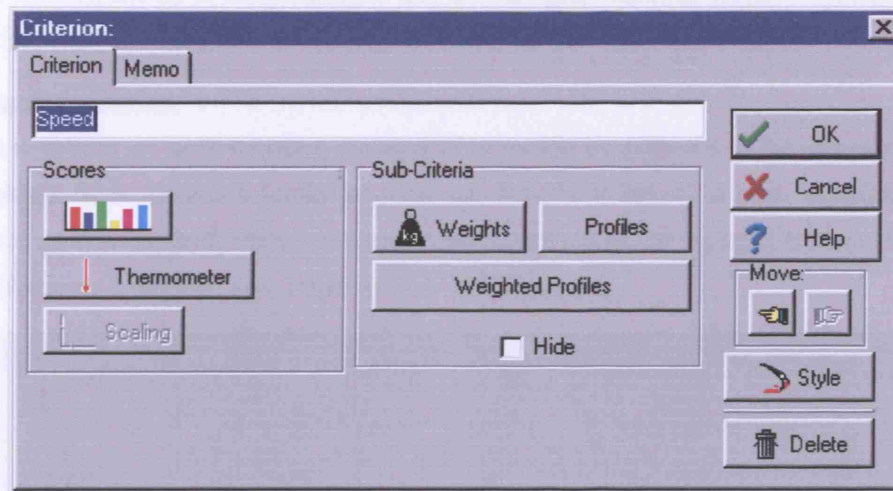 Criterion:
Criterion
Memo
Speed
Scores
Thermometer
Scaling
Sub-Criteria
kg
Weights
Profiles
Weighted Profiles
Hide
OK
Cancel
? Help
Move:
Style
Delete